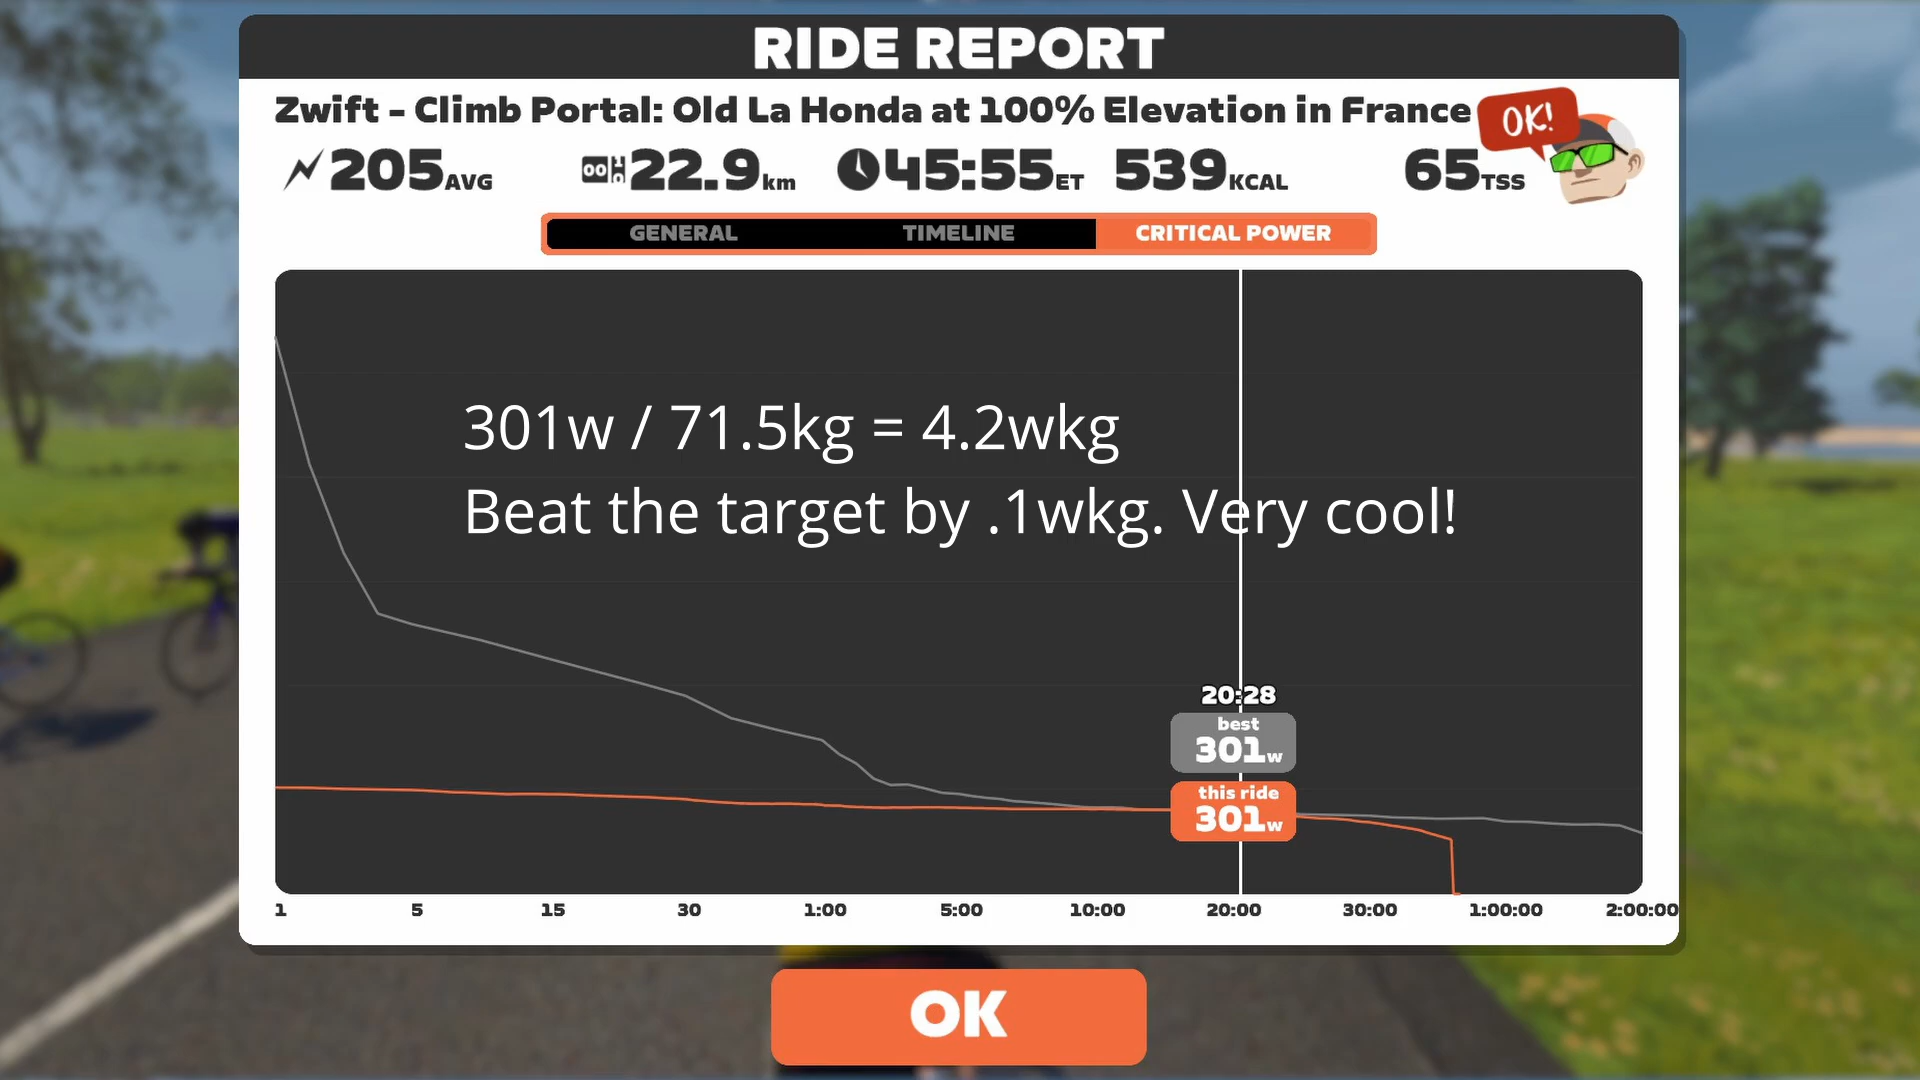 RIDE REPORT
Zwift - Climb Portal: Old La Honda at 100% Elevation in France
OK!
205AVG 22.9km 45:55ET 539KCAL 65TSS
GENERAL TIMELINE CRITICAL POWER
301w / 71.5kg = 4.2wkg
Beat the target by .1wkg. Very cool!
20:28
best
301w
this ride
301w
1 5 15 30 1:00 5:00 10:00 20:00 30:00 1:00:00 2:00:00
OK